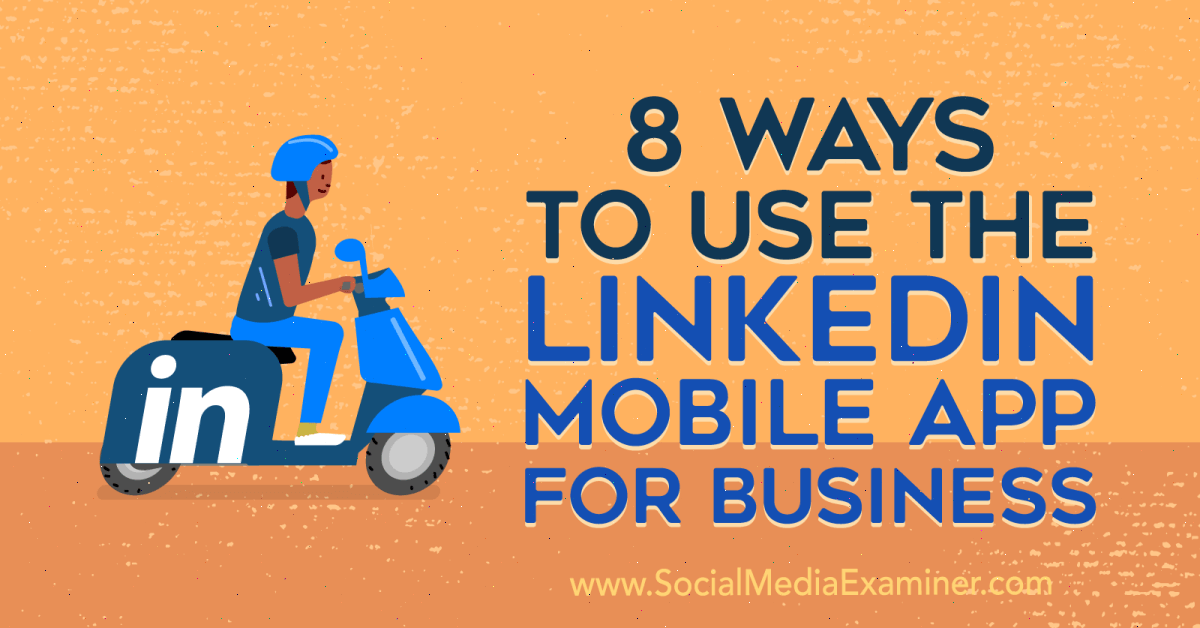 8 WAYS
TO USE THE
LINKEDIN
MOBILE APP
FOR BUSINESS
www.SocialMediaExaminer.com
in